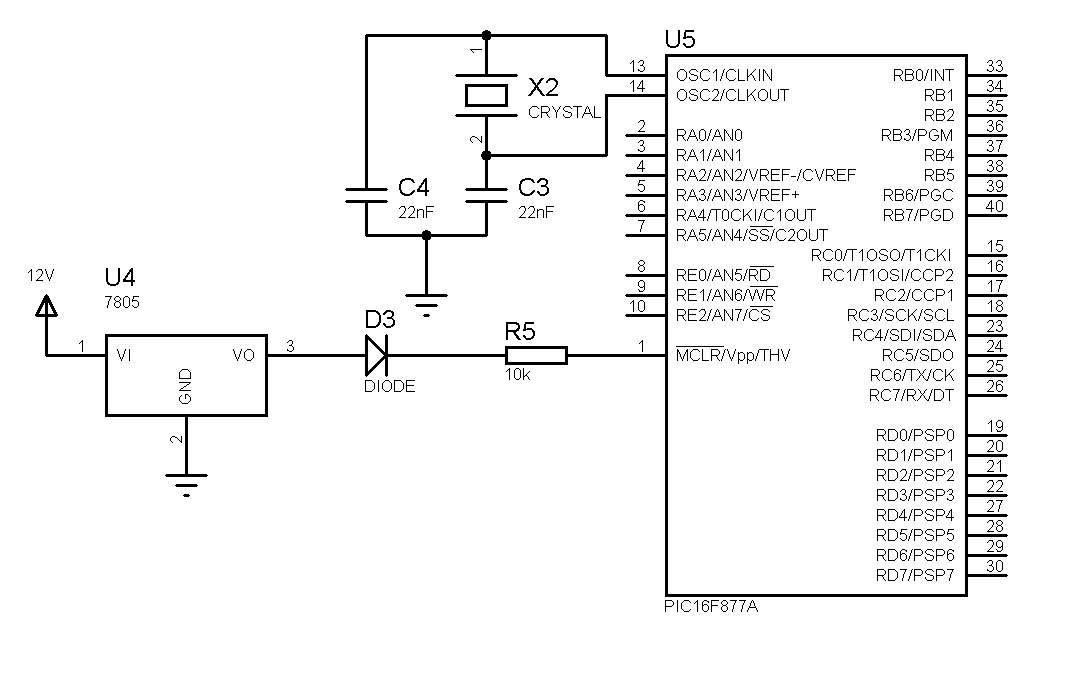 U5
1
13 OSC1/CLKIN RB0/INT 33
14 OSC2/CLKOUT RB1 34
X2
CRYSTAL
RB2 35
2
2 RA0/AN0 RB3/PGM 36
3 RA1/AN1 RB4 37
4 RA2/AN2/VREF-/CVREF RB5 38
5 RA3/AN3/VREF+ RB6/PGC 39
6 RA4/T0CKI/C1OUT RB7/PGD 40
7 RA5/AN4/SS/C2OUT
C4
22nF
C3
22nF
RC0/T1OSO/T1CKI 15
8 RE0/AN5/RD RC1/T1OSI/CCP2 16
9 RE1/AN6/WR RC2/CCP1 17
10 RE2/AN7/CS RC3/SCK/SCL 18
RC4/SDI/SDA 23
1 MCLR/Vpp/THV RC5/SDO 24
RC6/TX/CK 25
RC7/RX/DT 26
12V
U4
7805
1 VI VO 3
GND
2
D3
DIODE
R5
10k
RD0/PSP0 19
RD1/PSP1 20
RD2/PSP2 21
RD3/PSP3 22
RD4/PSP4 27
RD5/PSP5 28
RD6/PSP6 29
RD7/PSP7 30
PIC16F877A